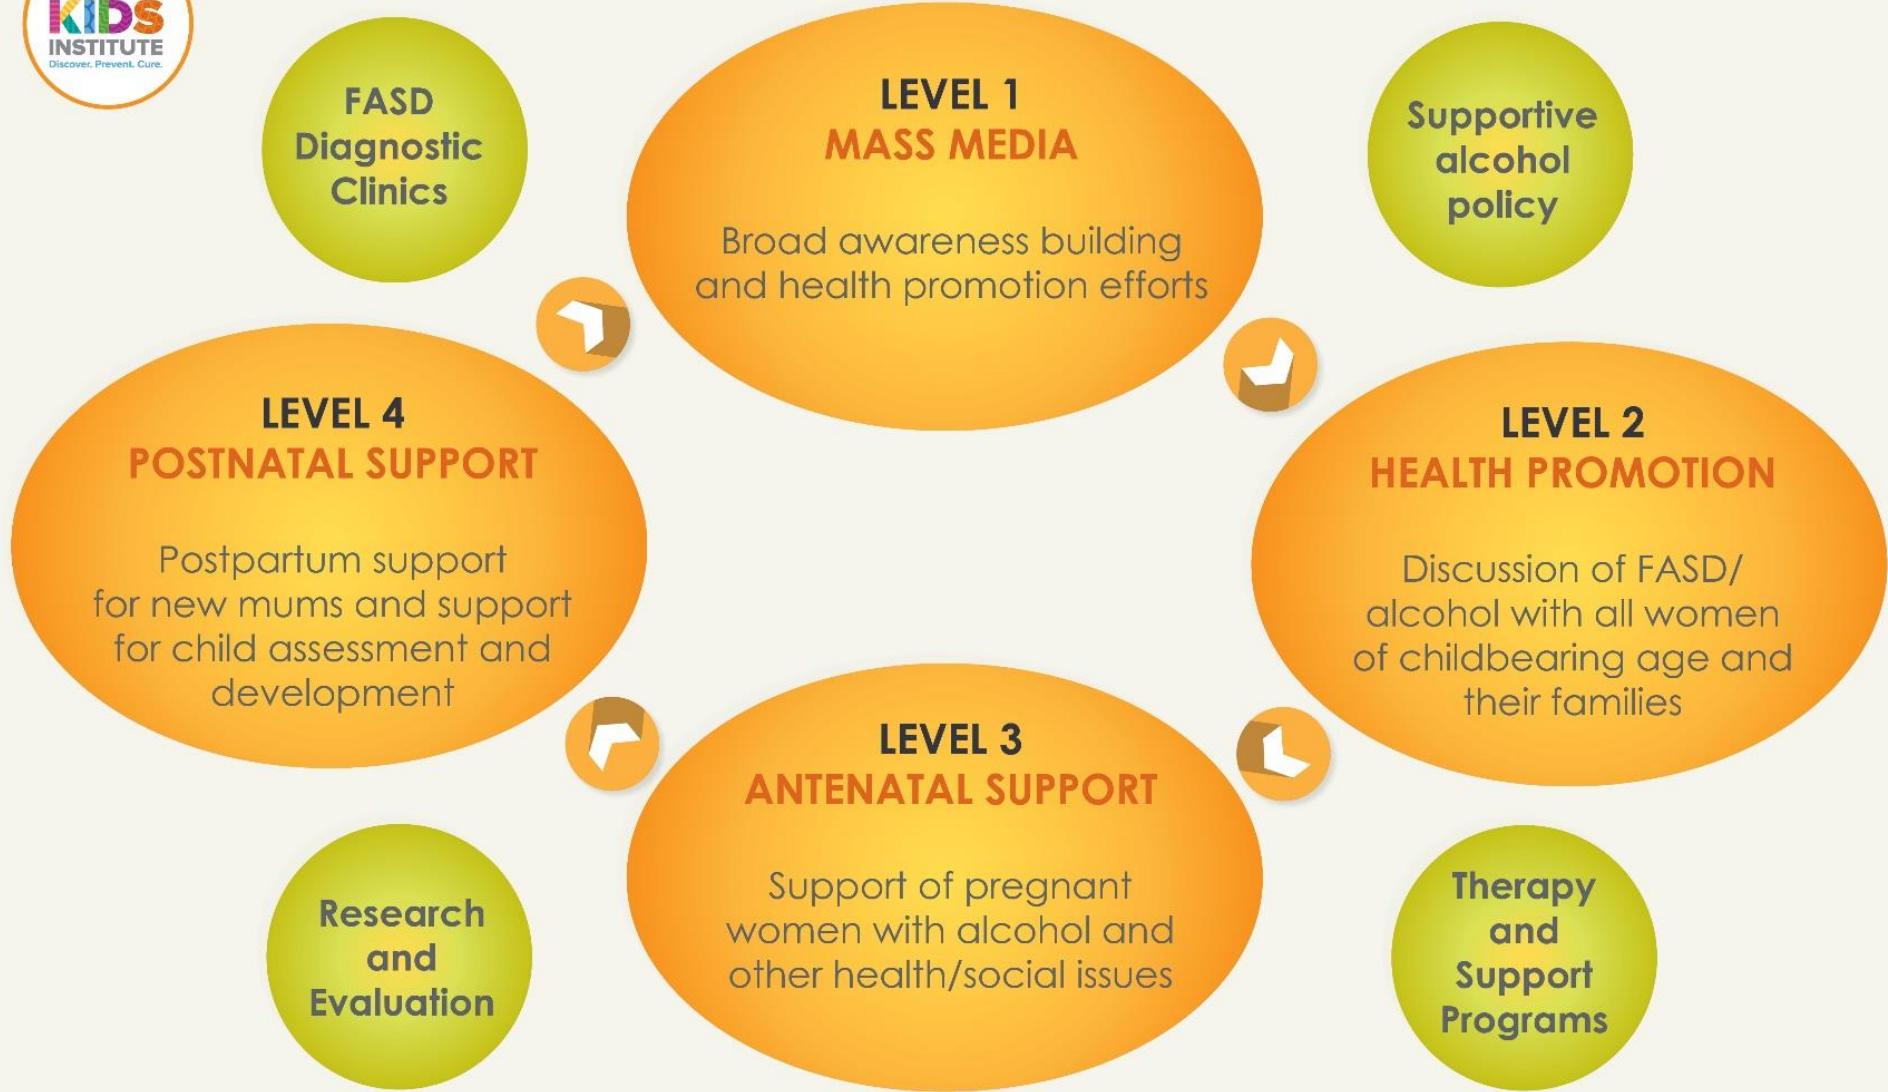 KIDS
INSTITUTE
Discover. Prevent. Cure.
FASD
Diagnostic
Clinics
LEVEL 1
MASS MEDIA
Broad awareness building
and health promotion efforts
Supportive
alcohol
policy
LEVEL 2
HEALTH PROMOTION
Discussion of FASD/
alcohol with all women
of childbearing age and
their families
LEVEL 3
ANTENATAL SUPPORT
Support of pregnant
women with alcohol and
other health/social issues
LEVEL 4
POSTNATAL SUPPORT
Postpartum support
for new mums and support
for child assessment and
development
Research
and
Evaluation
Therapy
and
Support
Programs